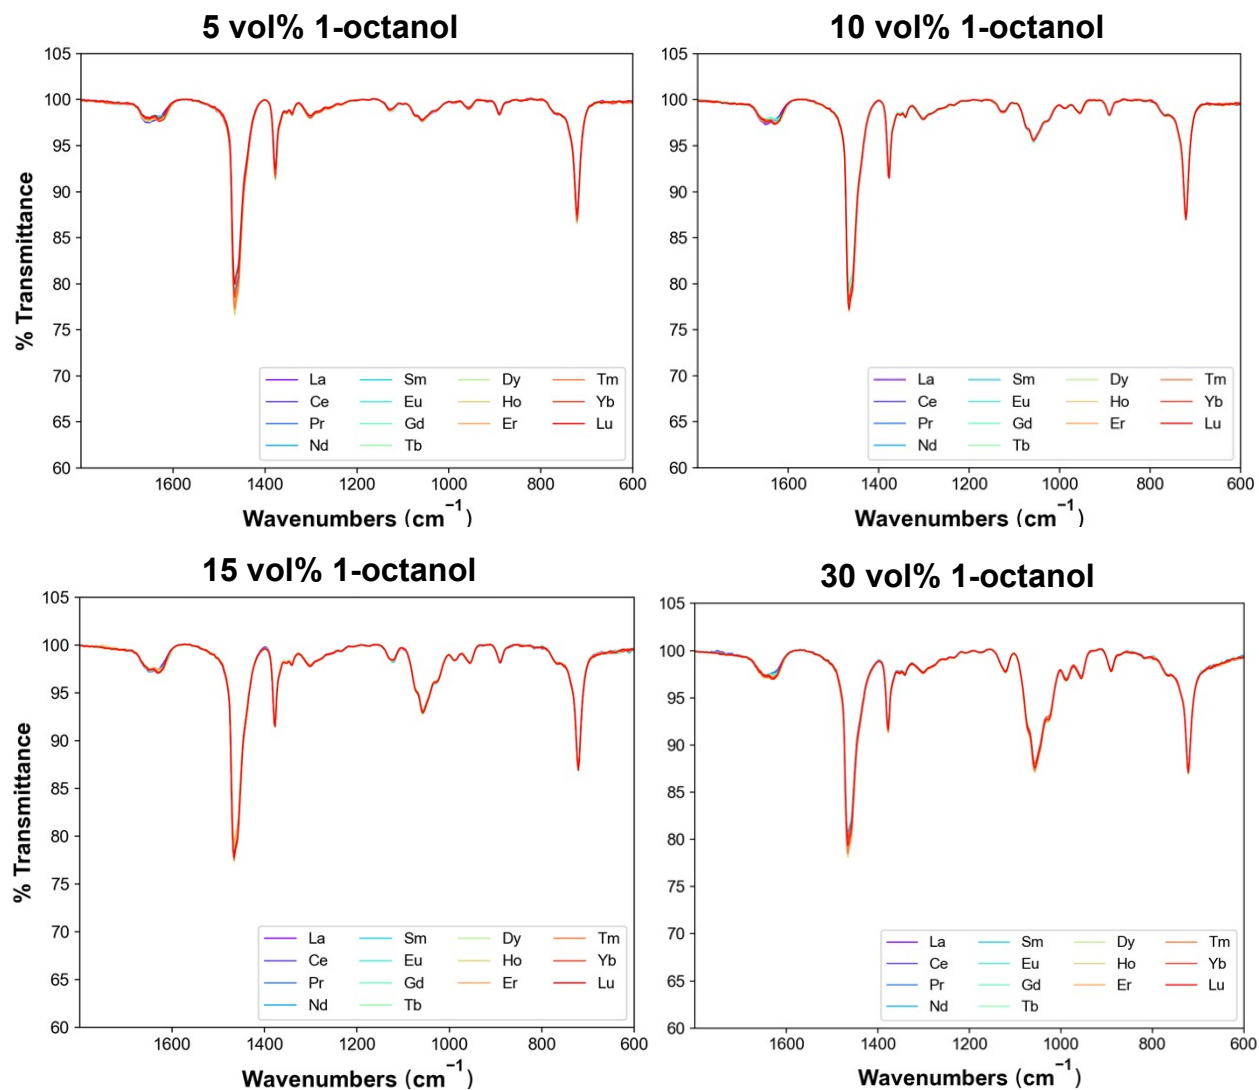 5 vol% 1-octanol
105
100
95
90
85
80
75
70
65
60
% Transmittance
La Sm Dy Tm
Ce Eu Ho Yb
Pr Gd Er Lu
Nd Tb
1600 1400 1200 1000 800 600
Wavenumbers (cm⁻¹)
10 vol% 1-octanol
105
100
95
90
85
80
75
70
65
60
La Sm Dy Tm
Ce Eu Ho Yb
Pr Gd Er Lu
Nd Tb
1600 1400 1200 1000 800 600
Wavenumbers (cm⁻¹)
15 vol% 1-octanol
105
100
95
90
85
80
75
70
65
60
% Transmittance
La Sm Dy Tm
Ce Eu Ho Yb
Pr Gd Er Lu
Nd Tb
1600 1400 1200 1000 800 600
Wavenumbers (cm⁻¹)
30 vol% 1-octanol
105
100
95
90
85
80
75
70
65
60
La Sm Dy Tm
Ce Eu Ho Yb
Pr Gd Er Lu
Nd Tb
1600 1400 1200 1000 800 600
Wavenumbers (cm⁻¹)